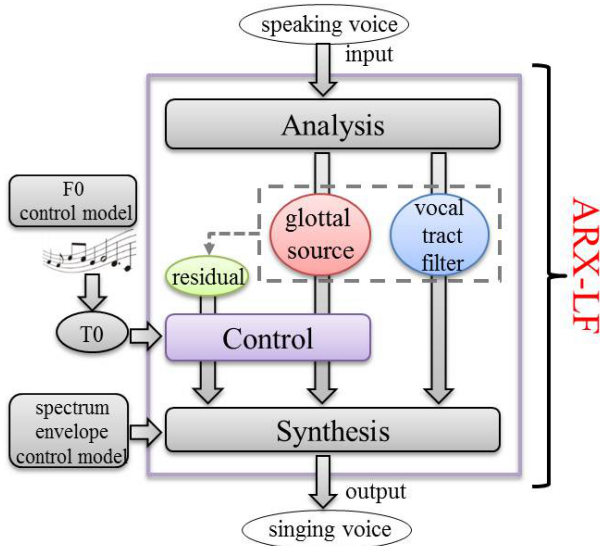 speaking voice
input
Analysis
F0
control model
glottal
source
vocal
tract
filter
residual
T0
Control
spectrum
envelope
control model
Synthesis
output
singing voice
ARX-LF